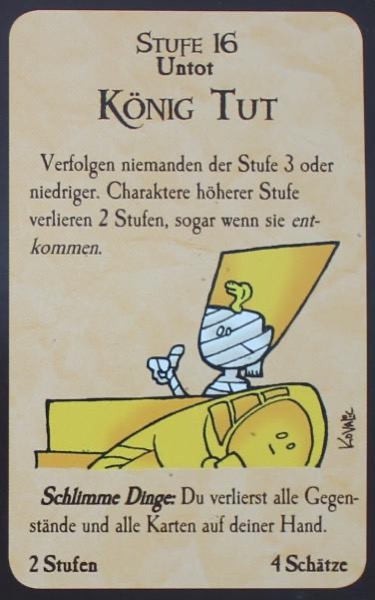 Stufe 16
Untot
König Tut
Verfolgen niemanden der Stufe 3 oder
niedriger. Charaktere höherer Stufe
verlieren 2 Stufen, sogar wenn sie ent-
kommen.
Kovalic
Schlimme Dinge: Du verlierst alle Gegen-
stände und alle Karten auf deiner Hand.
2 Stufen
4 Schätze